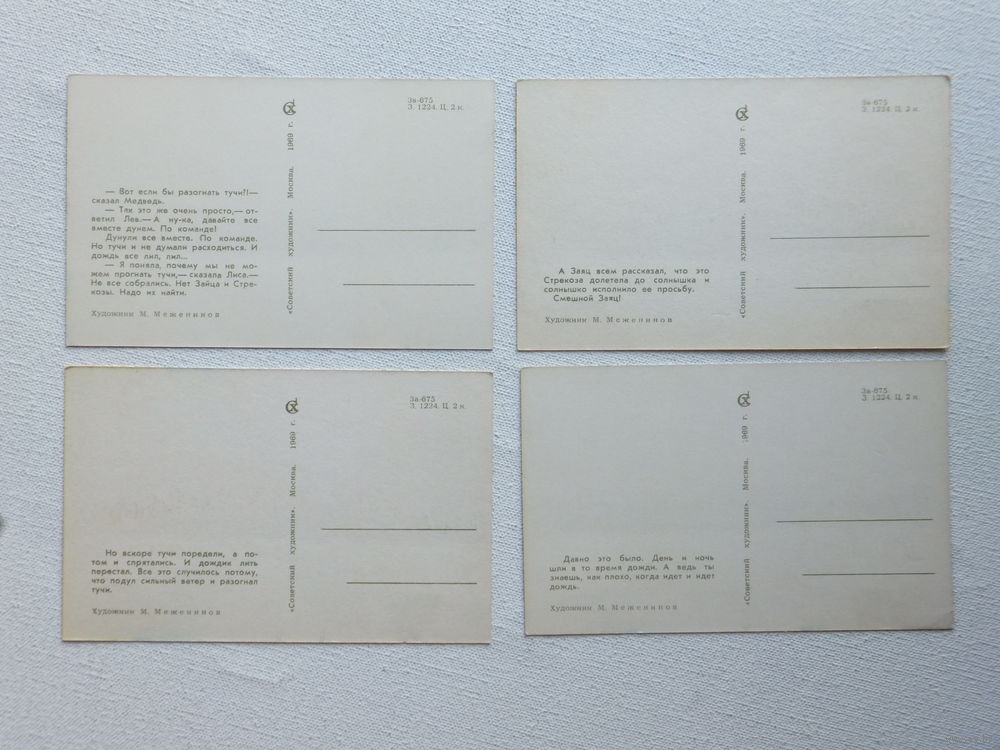 — Вот если бы разогнать тучи?!—
сказал Медведь.
— Так это же очень просто,— от-
ветил Лев.— А ну-ка, давайте все
вместе дунем. По команде!
Дунули все вместе. По команде.
Но тучи и не думали расходиться. И
дождь все лил, лил...
— Я поняла, почему мы не мо-
жем прогнать тучи,— сказала Лиса.—
Не все собрались. Нет Зайца и Стре-
козы. Надо их найти.
Художник М. Меженинов
«Советский художник». Москва. 1969 г.
За-675
З. 1224. Ц. 2 к.
А Заяц всем рассказал, что это
Стрекоза долетела до солнышка и
солнышко исполнило ее просьбу.
Смешной Заяц!
Художник М. Меженинов
«Советский художник». Москва. 1969 г.
За-675
З. 1224. Ц. 2 к.
Но вскоре тучи поредели, а по-
том и спрятались. И дождик лить
перестал. Все это случилось потому,
что подул сильный ветер и разогнал
тучи.
Художник М. Меженинов
«Советский художник». Москва. 1969 г.
За-675
З. 1224. Ц. 2 к.
Давно это было. День и ночь
шли в то время дожди. А ведь ты
знаешь, как плохо, когда идет и идет
дождь.
Художник М. Меженинов
«Советский художник». Москва. 1969 г.
За-675
З. 1224. Ц. 2 к.